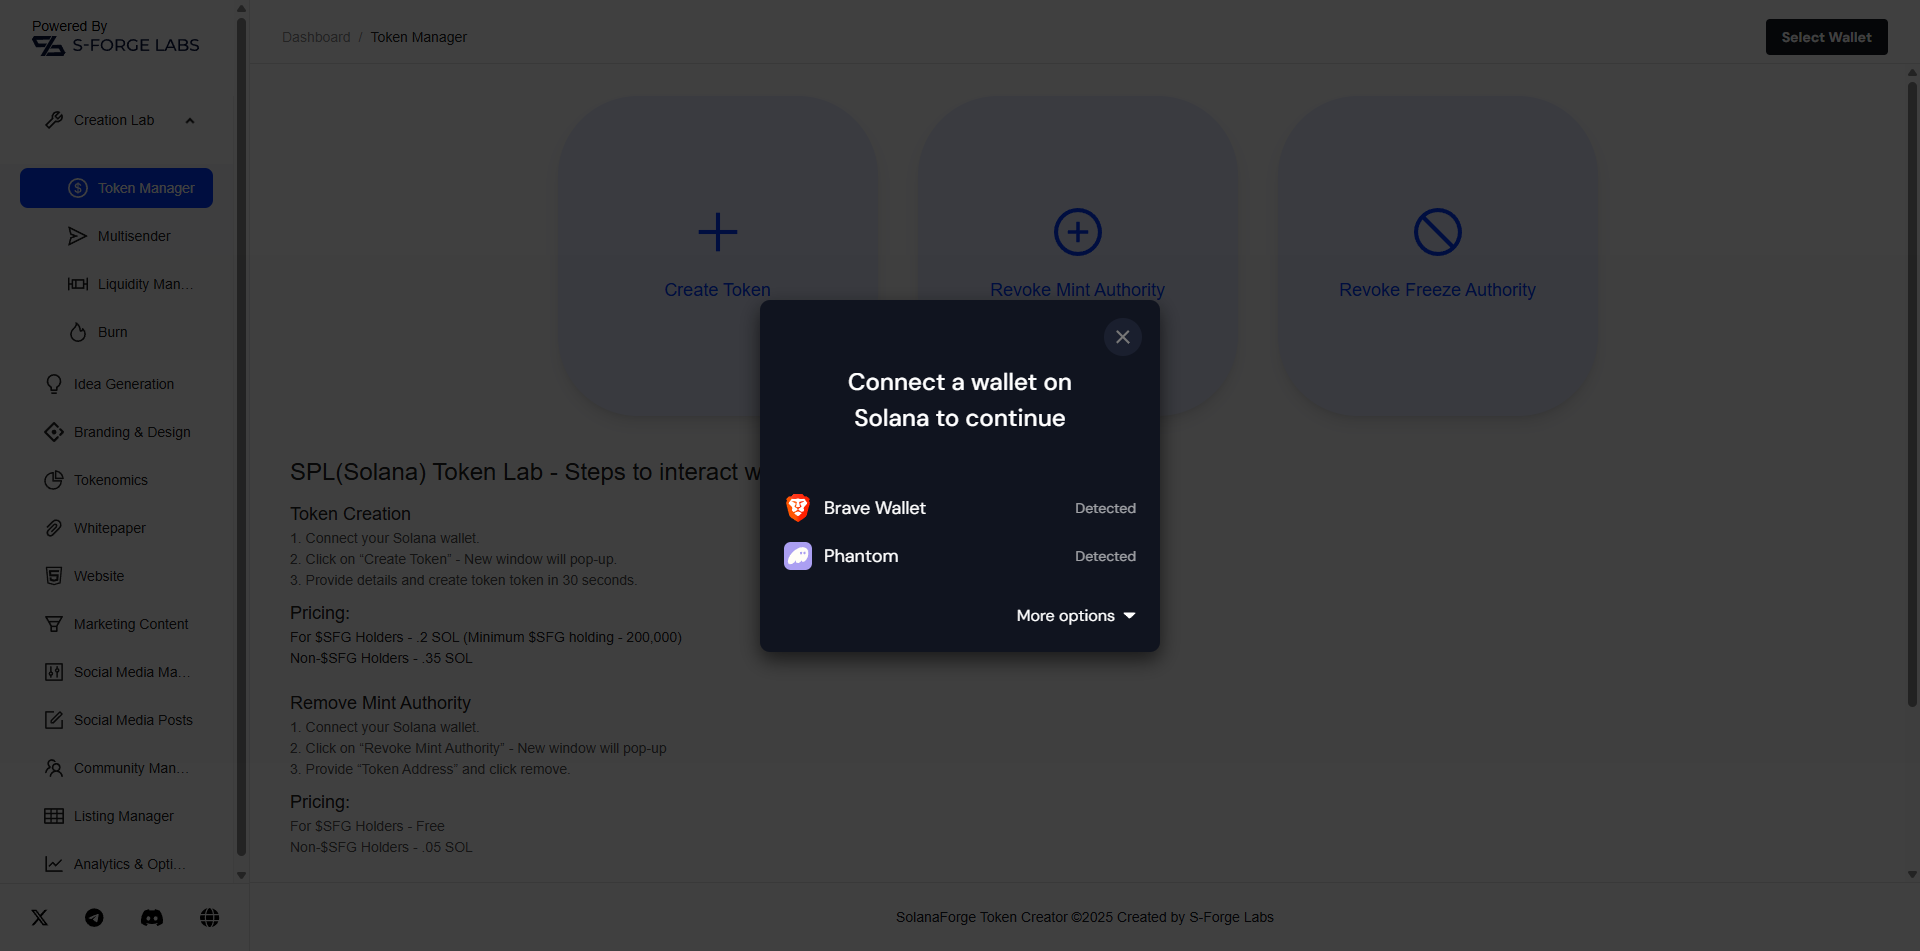 Powered By
S-FORGE LABS
Creation Lab
Token Manager
Multisender
Liquidity Man...
Burn
Idea Generation
Branding & Design
Tokenomics
Whitepaper
Website
Marketing Content
Social Media Ma...
Social Media Posts
Community Man...
Listing Manager
Analytics & Opti...
Dashboard / Token Manager
Select Wallet
Create Token
Revoke Mint Authority
Revoke Freeze Authority
Connect a wallet on
Solana to continue
Brave Wallet Detected
Phantom Detected
More options
SPL(Solana) Token Lab - Steps to interact w
Token Creation
1. Connect your Solana wallet.
2. Click on “Create Token” - New window will pop-up.
3. Provide details and create token token in 30 seconds.
Pricing:
For $SFG Holders - .2 SOL (Minimum $SFG holding - 200,000)
Non-$SFG Holders - .35 SOL
Remove Mint Authority
1. Connect your Solana wallet.
2. Click on “Revoke Mint Authority” - New window will pop-up
3. Provide “Token Address” and click remove.
Pricing:
For $SFG Holders - Free
Non-$SFG Holders - .05 SOL
SolanaForge Token Creator ©2025 Created by S-Forge Labs